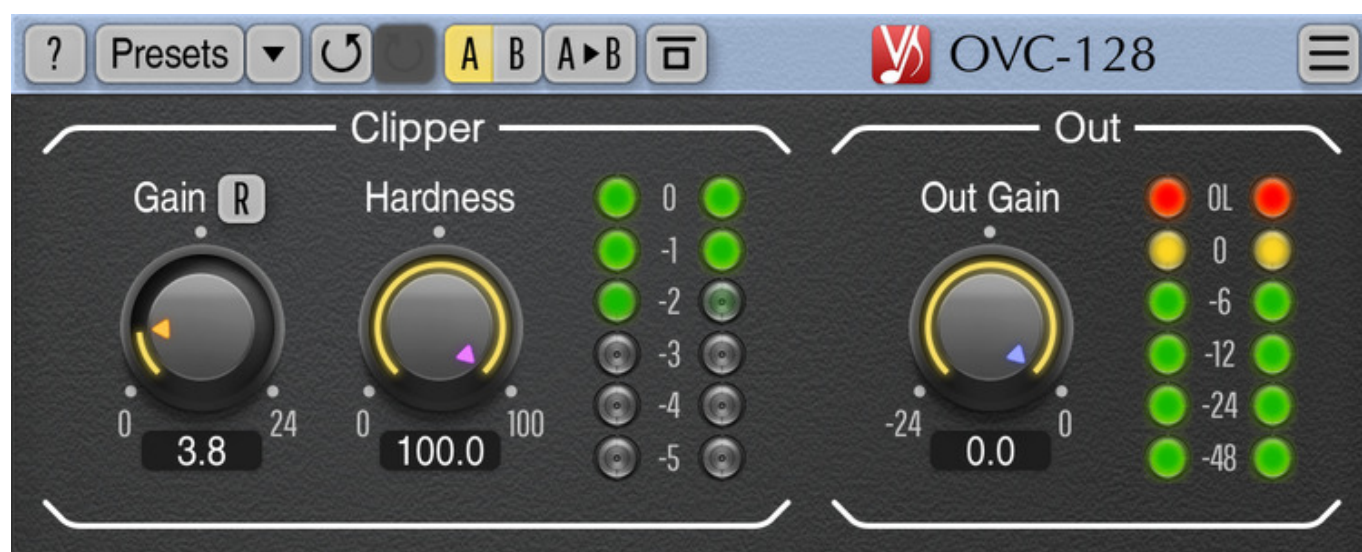 ? Presets ▼ A B A▶B OVC-128
Clipper Out
Gain R Hardness 0 Out Gain OL
-1 0
-2 -6
-3 -12
0 24 0 100 -4 -24 0 -24
3.8 100.0 -5 0.0 -48